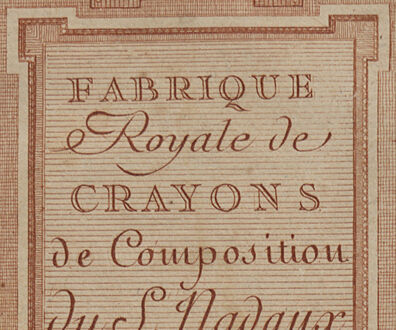 FABRIQUE
Royale de
CRAYONS
de Composition
du S. Nadaux